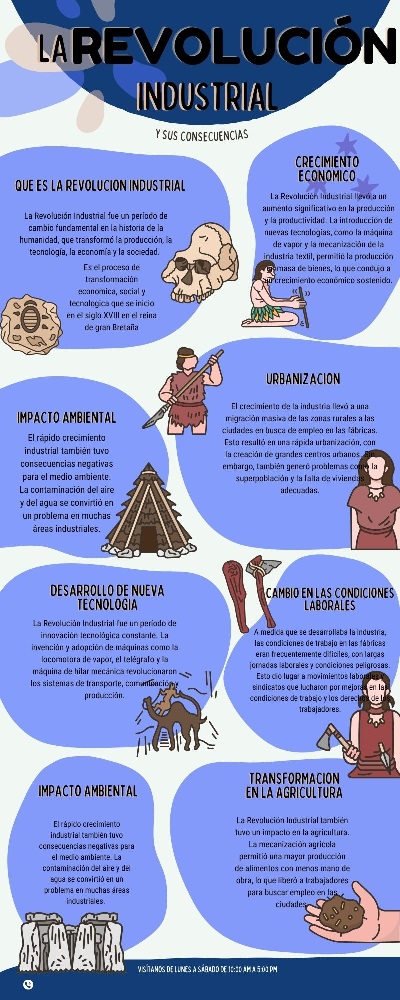 LA REVOLUCIÓN
INDUSTRIAL
Y SUS CONSECUENCIAS
QUE ES LA REVOLUCION INDUSTRIAL
La Revolución Industrial fue un período de
cambio fundamental en la historia de la
humanidad, que transformó la producción, la
tecnología, la economía y la sociedad.
Es el proceso de
transformación
económica, social y
tecnologica que se inicio
en el siglo XVIII en el reina
de gran Bretaña
CRECIMIENTO
ECONOMICO
La Revolución Industrial llevó a un
aumento significativo en la producción
y la productividad. La introducción de
nuevas tecnologías, como la máquina
de vapor y la mecanización de la
industria textil, permitió la producción
en masa de bienes, lo que condujo a
un crecimiento económico sostenido.
URBANIZACION
El crecimiento de la industria llevó a una
migración masiva de las zonas rurales a las
ciudades en busca de empleo en las fábricas.
Esto resultó en una rápida urbanización, con
la creación de grandes centros urbanos. Sin
embargo, también generó problemas como la
superpoblación y la falta de viviendas
adecuadas.
IMPACTO AMBIENTAL
El rápido crecimiento
industrial también tuvo
consecuencias negativas
para el medio ambiente.
La contaminación del aire
y del agua se convirtió en
un problema en muchas
áreas industriales.
DESARROLLO DE NUEVA
TECNOLOGIA
La Revolución Industrial fue un período de
innovación tecnológica constante. La
invención y adopción de máquinas como la
locomotora de vapor, el telégrafo y la
máquina de hilar mecánica revolucionaron
los sistemas de transporte, comunicación y
producción.
CAMBIO EN LAS CONDICIONES
LABORALES
A medida que se desarrollaba la industria,
las condiciones de trabajo en las fábricas
eran frecuentemente difíciles, con largas
jornadas laborales y condiciones peligrosas.
Esto dio lugar a movimientos laborales y
sindicatos que lucharon por mejoras en las
condiciones de trabajo y los derechos de los
trabajadores.
IMPACTO AMBIENTAL
El rápido crecimiento
industrial también tuvo
consecuencias negativas para
el medio ambiente. La
contaminación del aire y del
agua se convirtió en un
problema en muchas áreas
industriales.
TRANSFORMACION
EN LA AGRICULTURA
La Revolución Industrial también
tuvo un impacto en la agricultura.
La mecanización agrícola
permitió una mayor producción
de alimentos con menos mano de
obra, lo que liberó a trabajadores
para buscar empleo en las
ciudades.
VISÍTANOS DE LUNES A SÁBADO DE 10:00 AM A 5:00 PM